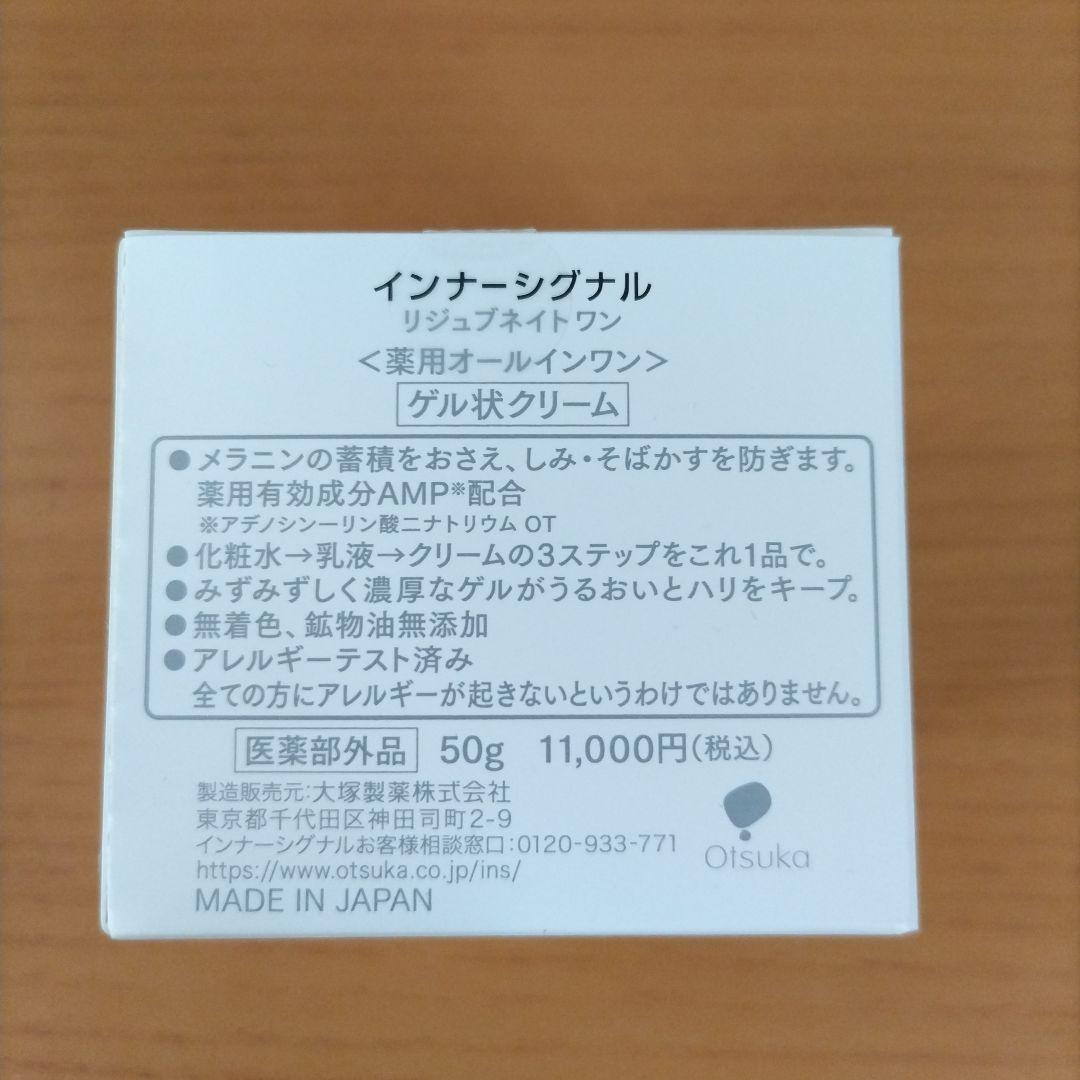 インナーシグナル
リジュブネイトワン
<薬用オールインワン>
ゲル状クリーム
●メラニンの蓄積をおさえ、しみ・そばかすを防ぎます。
薬用有効成分AMP※配合
※アデノシン一リン酸二ナトリウム OT
●化粧水→乳液→クリームの3ステップをこれ1品で。
●みずみずしく濃厚なゲルがうるおいとハリをキープ。
●無着色、鉱物油無添加
●アレルギーテスト済み
全ての方にアレルギーが起きないというわけではありません。
医薬部外品 50g 11,000円(税込)
製造販売元:大塚製薬株式会社
東京都千代田区神田司町2-9
インナーシグナルお客様相談窓口:0120-933-771
https://www.otsuka.co.jp/ins/
MADE IN JAPAN
Otsuka